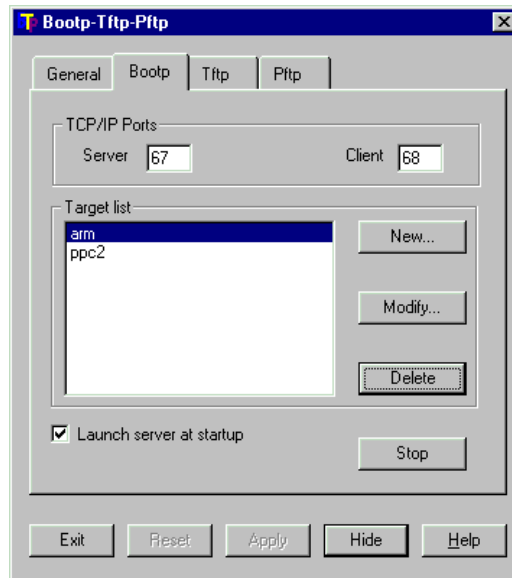 Bootp-Tftp-Pftp
General Bootp Tftp Pftp
TCP/IP Ports
Server 67 Client 68
Target list
arm
ppc2
New...
Modify...
Delete
Launch server at startup
Stop
Exit Reset Apply Hide Help